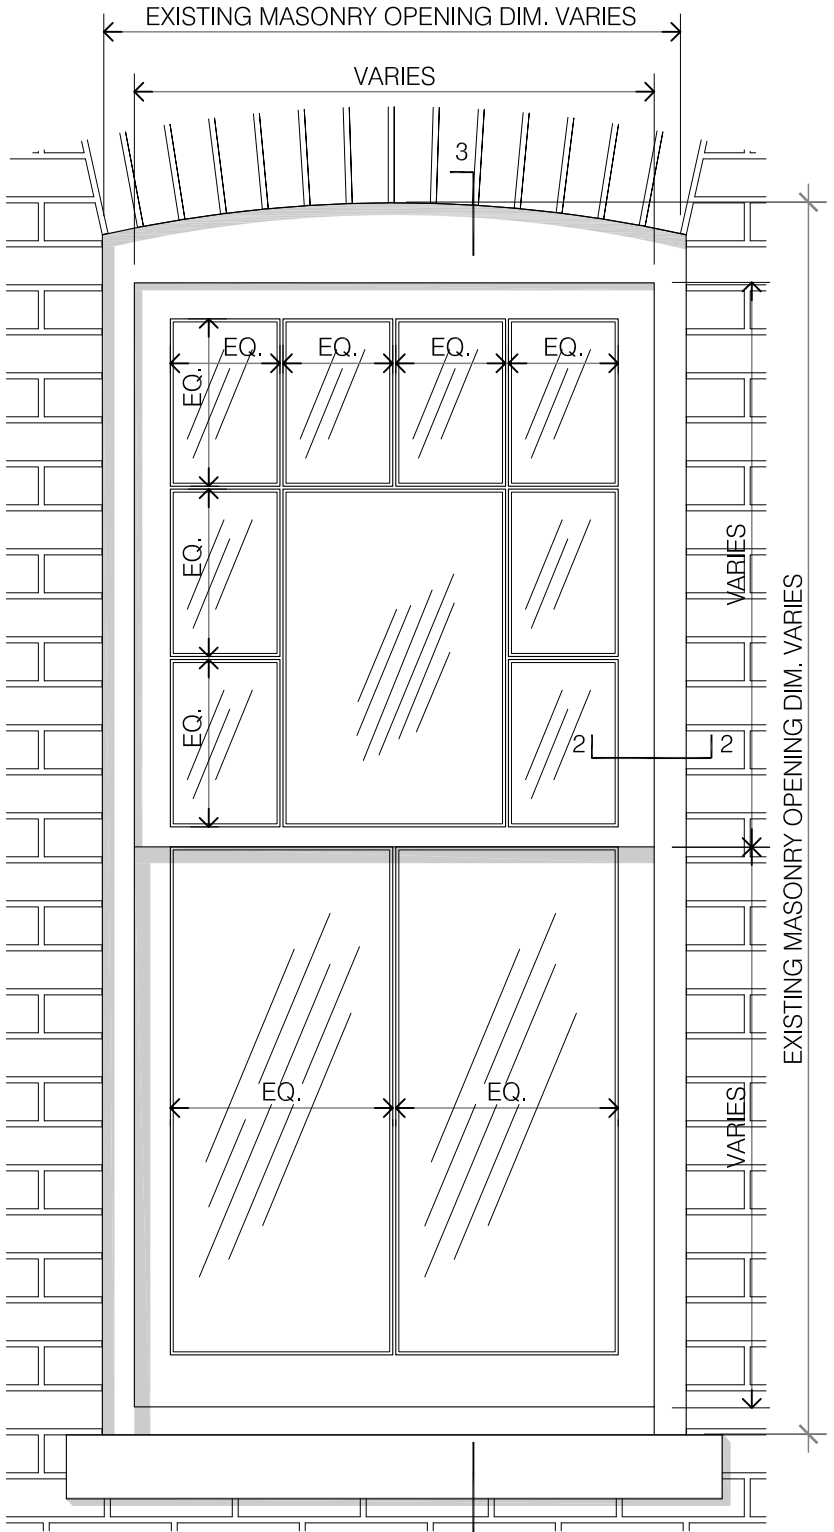 EXISTING MASONRY OPENING DIM. VARIES
VARIES
3
EQ.
EQ.
EQ.
EQ.
EQ.
EQ.
VARIES
EXISTING MASONRY OPENING DIM. VARIES
EQ.
2
2
EQ.
EQ.
VARIES